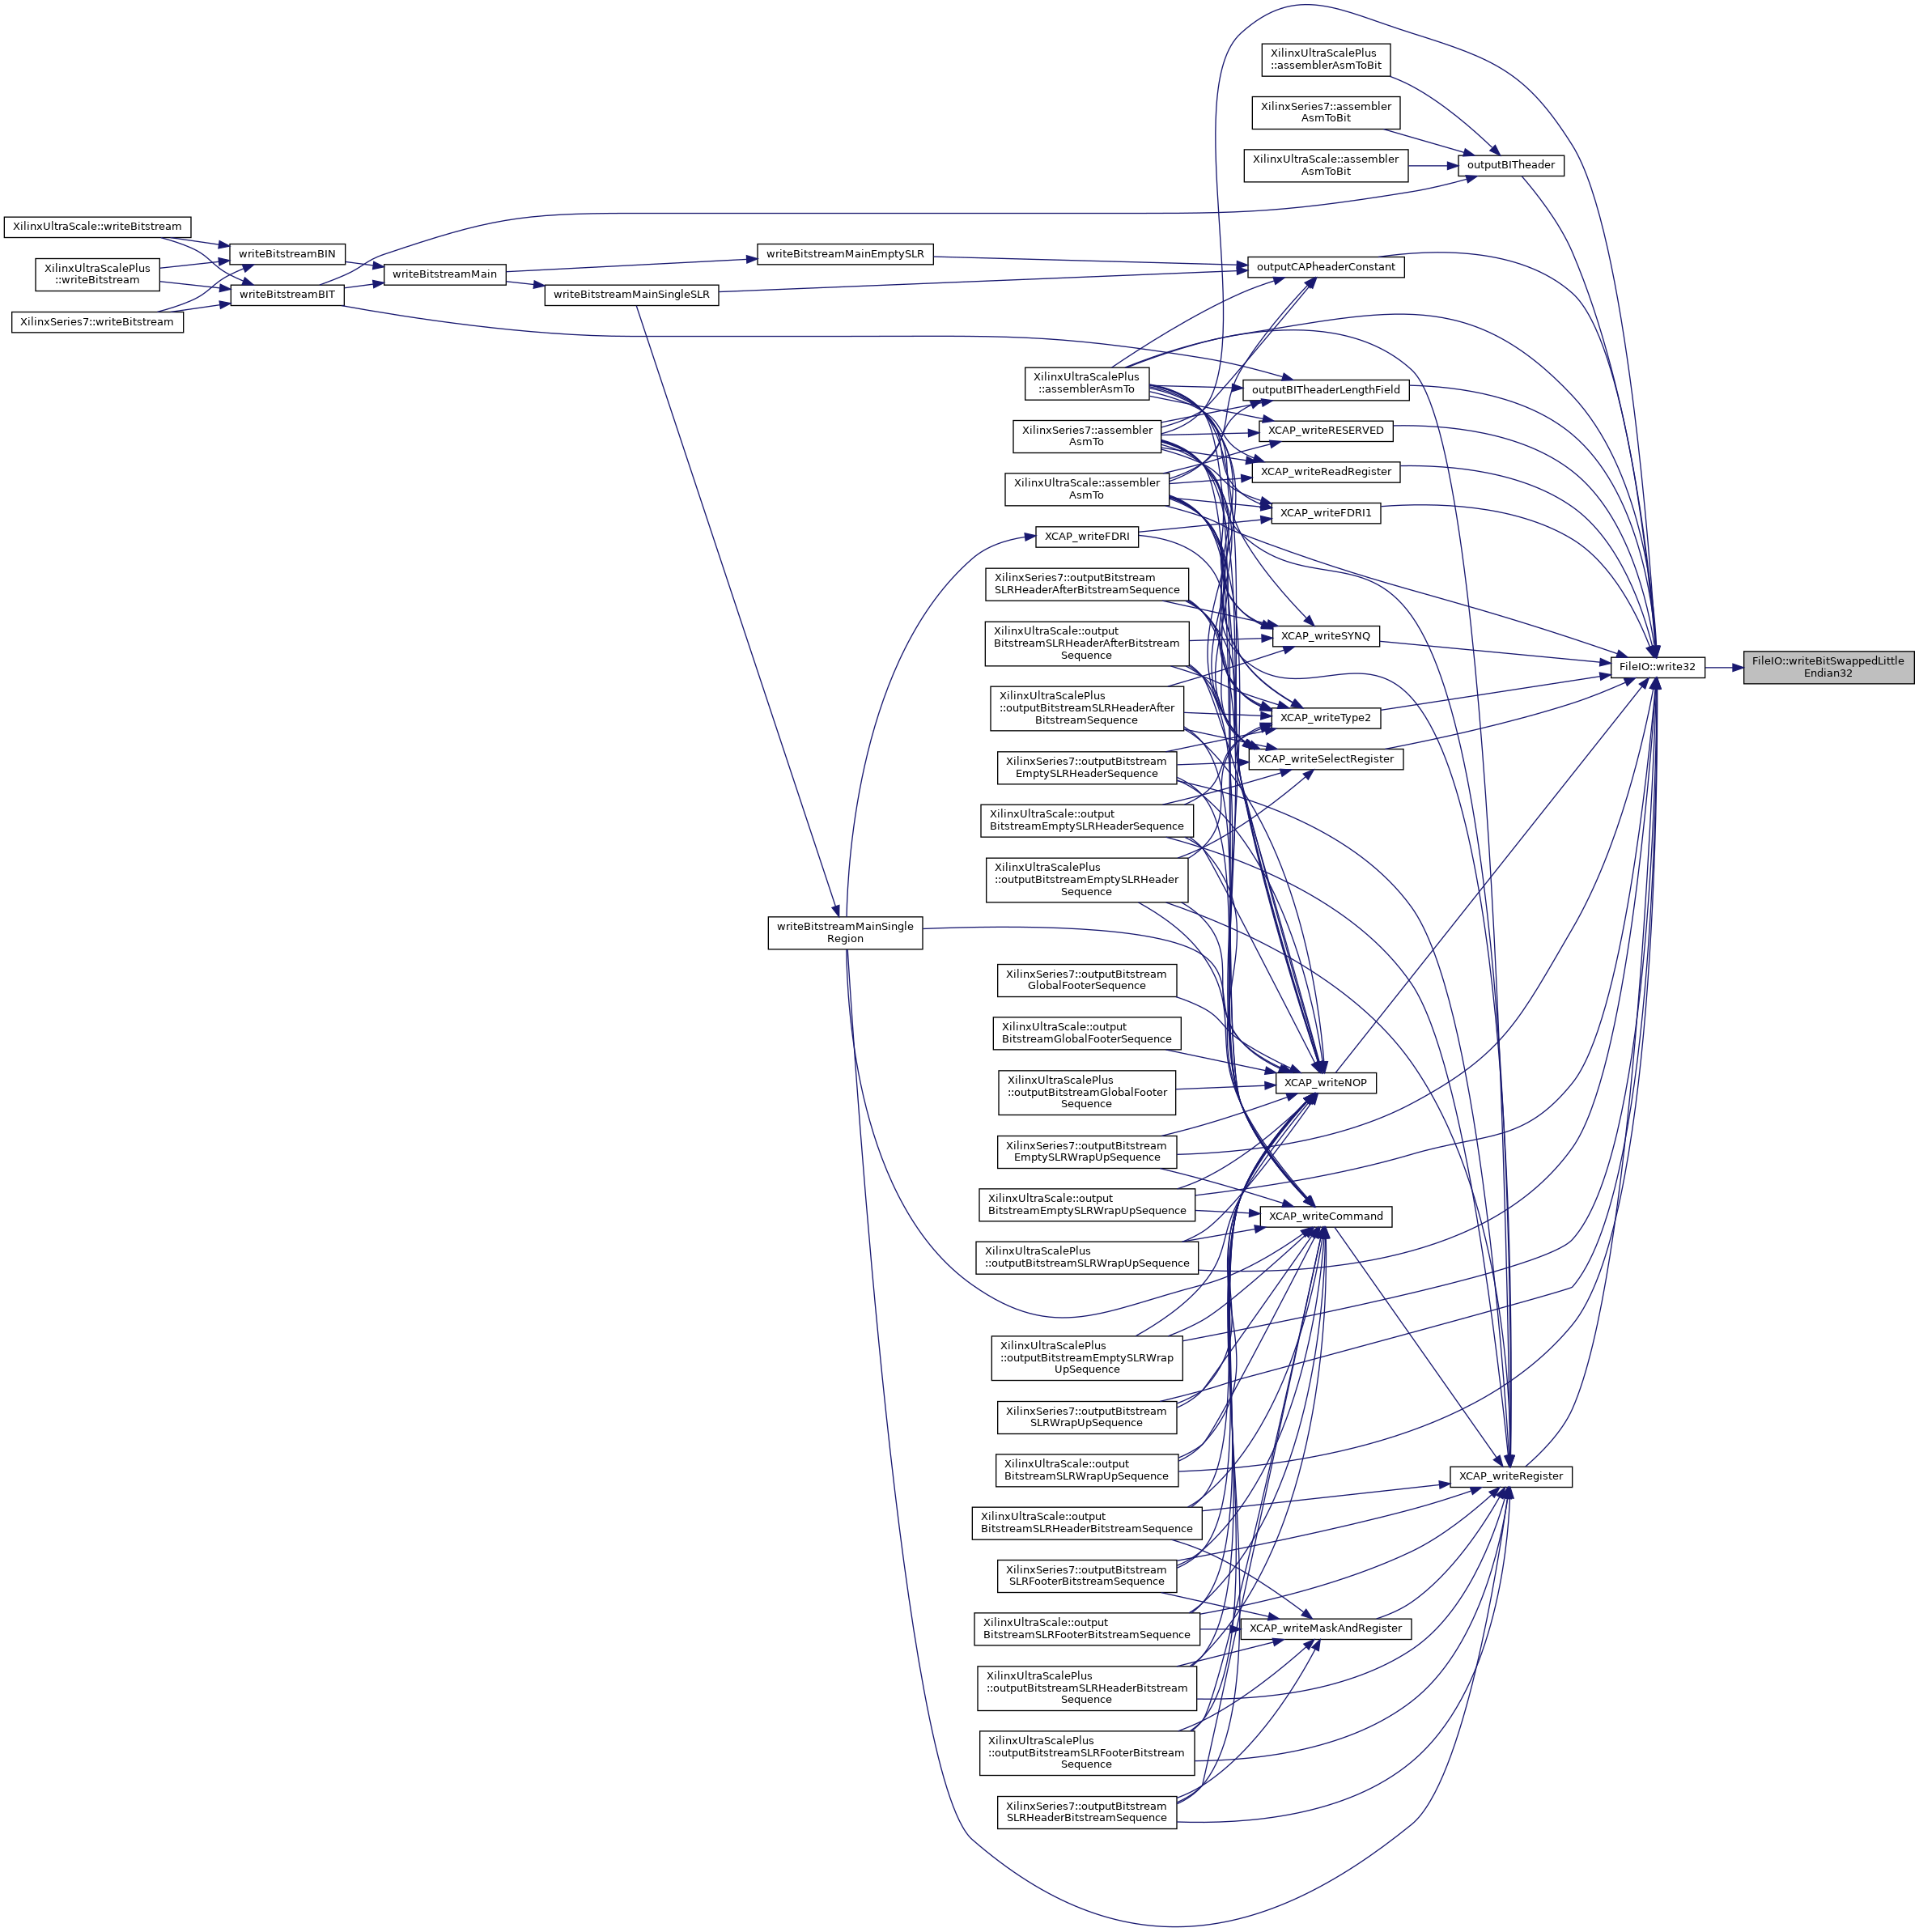 XilinxUltraScalePlus
::assemblerAsmToBit
XilinxSeries7::assembler
AsmToBit
XilinxUltraScale::assembler
AsmToBit
outputBITheader
XilinxUltraScale::writeBitstream
writeBitstreamBIN
XilinxUltraScalePlus
::writeBitstream
writeBitstreamBIT
XilinxSeries7::writeBitstream
writeBitstreamMain
writeBitstreamMainEmptySLR
writeBitstreamMainSingleSLR
outputCAPheaderConstant
XilinxUltraScalePlus
::assemblerAsmTo
outputBITheaderLengthField
XilinxSeries7::assembler
AsmTo
XCAP_writeRESERVED
XCAP_writeReadRegister
XilinxUltraScale::assembler
AsmTo
XCAP_writeFDRI1
XCAP_writeFDRI
XilinxSeries7::outputBitstream
SLRHeaderAfterBitstreamSequence
XilinxUltraScale::output
BitstreamSLRHeaderAfterBitstream
Sequence
XCAP_writeSYNQ
FileIO::write32
FileIO::writeBitSwappedLittle
Endian32
XilinxUltraScalePlus
::outputBitstreamSLRHeaderAfter
BitstreamSequence
XCAP_writeType2
XCAP_writeSelectRegister
XilinxSeries7::outputBitstream
EmptySLRHeaderSequence
XilinxUltraScale::output
BitstreamEmptySLRHeaderSequence
XilinxUltraScalePlus
::outputBitstreamEmptySLRHeader
Sequence
writeBitstreamMainSingle
Region
XilinxSeries7::outputBitstream
GlobalFooterSequence
XilinxUltraScale::output
BitstreamGlobalFooterSequence
XilinxUltraScalePlus
::outputBitstreamGlobalFooter
Sequence
XCAP_writeNOP
XilinxSeries7::outputBitstream
EmptySLRWrapUpSequence
XilinxUltraScale::output
BitstreamEmptySLRWrapUpSequence
XCAP_writeCommand
XilinxUltraScalePlus
::outputBitstreamSLRWrapUpSequence
XilinxUltraScalePlus
::outputBitstreamEmptySLRWrap
UpSequence
XilinxSeries7::outputBitstream
SLRWrapUpSequence
XilinxUltraScale::output
BitstreamSLRWrapUpSequence
XCAP_writeRegister
XilinxUltraScale::output
BitstreamSLRHeaderBitstreamSequence
XilinxSeries7::outputBitstream
SLRFooterBitstreamSequence
XilinxUltraScale::output
BitstreamSLRFooterBitstreamSequence
XCAP_writeMaskAndRegister
XilinxUltraScalePlus
::outputBitstreamSLRHeaderBitstream
Sequence
XilinxUltraScalePlus
::outputBitstreamSLRFooterBitstream
Sequence
XilinxSeries7::outputBitstream
SLRHeaderBitstreamSequence